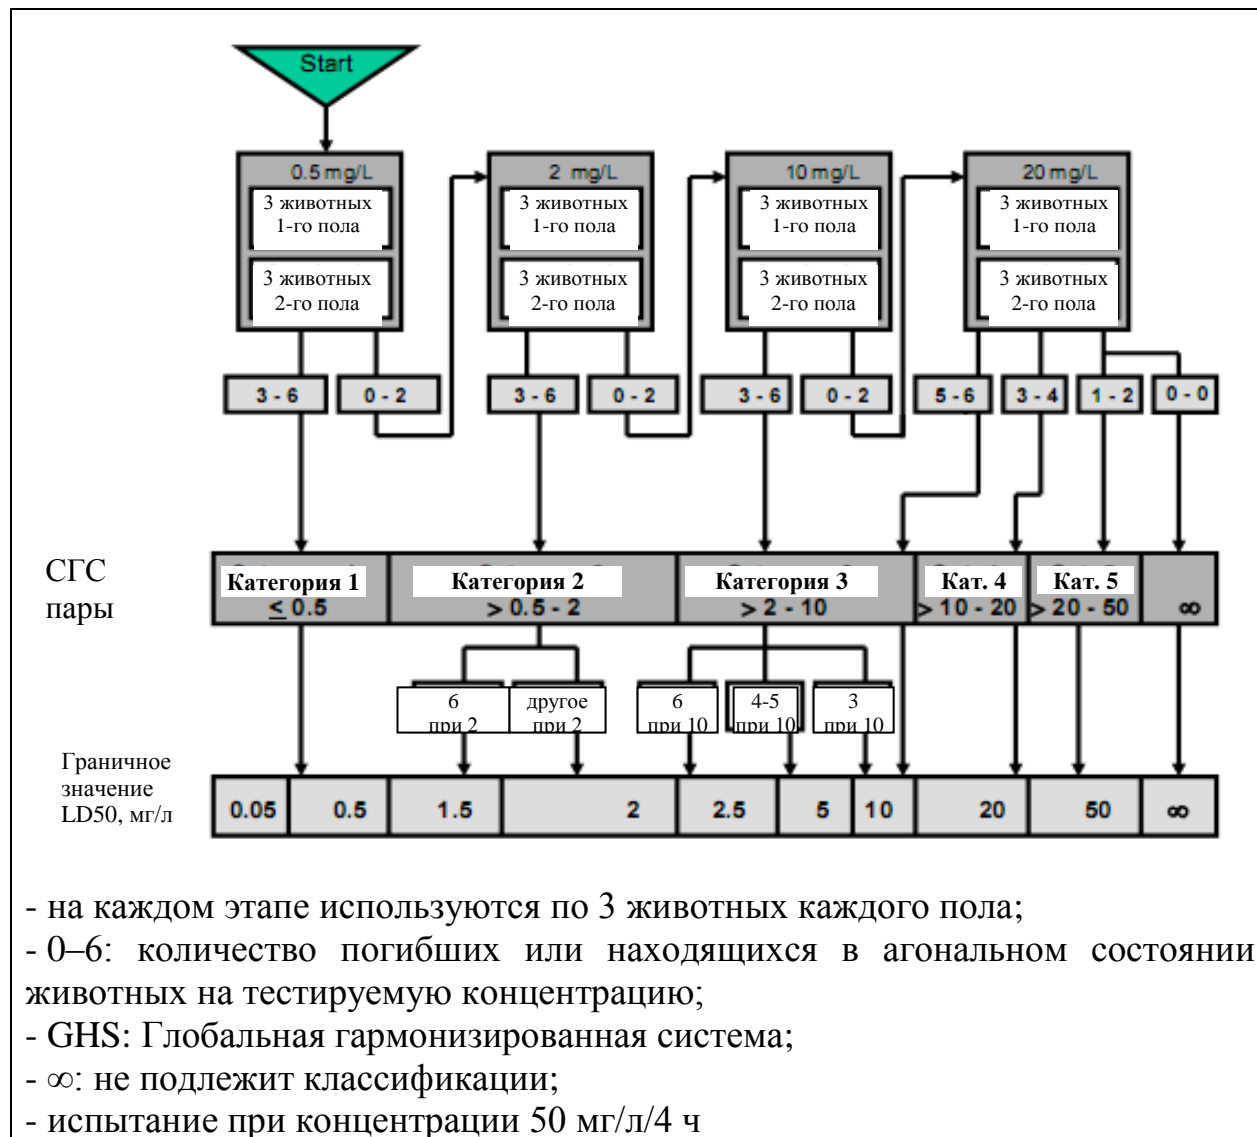 Start
0.5 mg/L
2 mg/L
10 mg/L
20 mg/L
3 животных
1-го пола
3 животных
1-го пола
3 животных
1-го пола
3 животных
1-го пола
3 животных
2-го пола
3 животных
2-го пола
3 животных
2-го пола
3 животных
2-го пола
3 - 6
0 - 2
3 - 6
0 - 2
3 - 6
0 - 2
5 - 6
3 - 4
1 - 2
0 - 0
СГС
пары
Категория 1
≤ 0.5
Категория 2
> 0.5 - 2
Категория 3
> 2 - 10
Кат. 4
> 10 - 20
Кат. 5
> 20 - 50
∞
6
при 2
другое
при 2
6
при 10
4-5
при 10
3
при 10
Граничное
значение
LD50, мг/л
0.05 0.5 1.5 2 2.5 5 10 20 50 ∞
- на каждом этапе используются по 3 животных каждого пола;
- 0–6: количество погибших или находящихся в агональном состоянии
животных на тестируемую концентрацию;
- GHS: Глобальная гармонизированная система;
- ∞: не подлежит классификации;
- испытание при концентрации 50 мг/л/4 ч